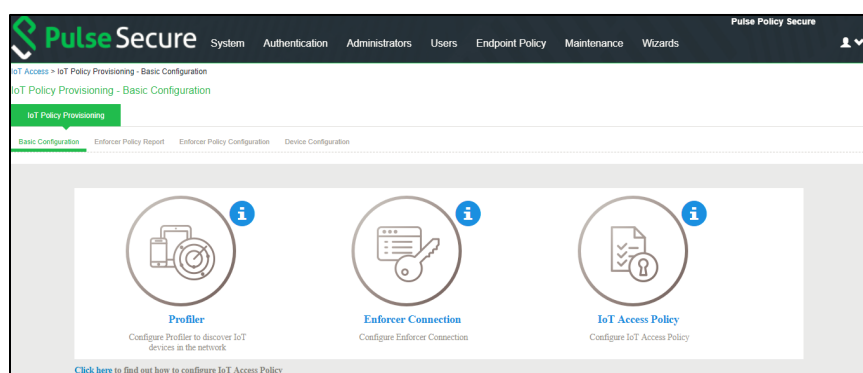 Pulse Policy Secure
Pulse Secure System Authentication Administrators Users Endpoint Policy Maintenance Wizards
IoT Access > IoT Policy Provisioning - Basic Configuration
IoT Policy Provisioning - Basic Configuration
IoT Policy Provisioning
Basic Configuration Enforcer Policy Report Enforcer Policy Configuration Device Configuration
i i i
Profiler Enforcer Connection IoT Access Policy
Configure Profiler to discover IoT Configure Enforcer Connection Configure IoT Access Policy
devices in the network
Click here to find out how to configure IoT Access Policy